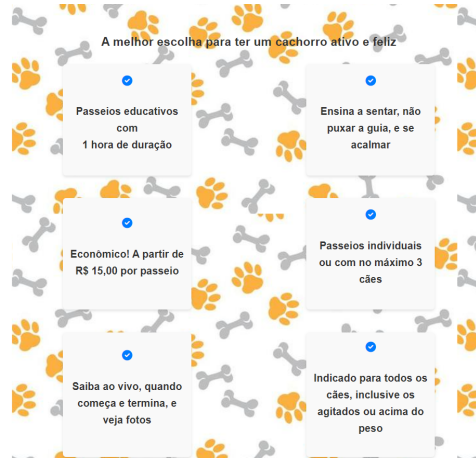 A melhor escolha para ter um cachorro ativo e feliz
Passeios educativos
com
1 hora de duração
Ensina a sentar, não
puxar a guia, e se
acalmar
Econômico! A partir de
R$ 15,00 por passeio
Passeios individuais
ou com no máximo 3
cães
Saiba ao vivo, quando
começa e termina, e
veja fotos
Indicado para todos os
cães, inclusive os
agitados ou acima do
peso